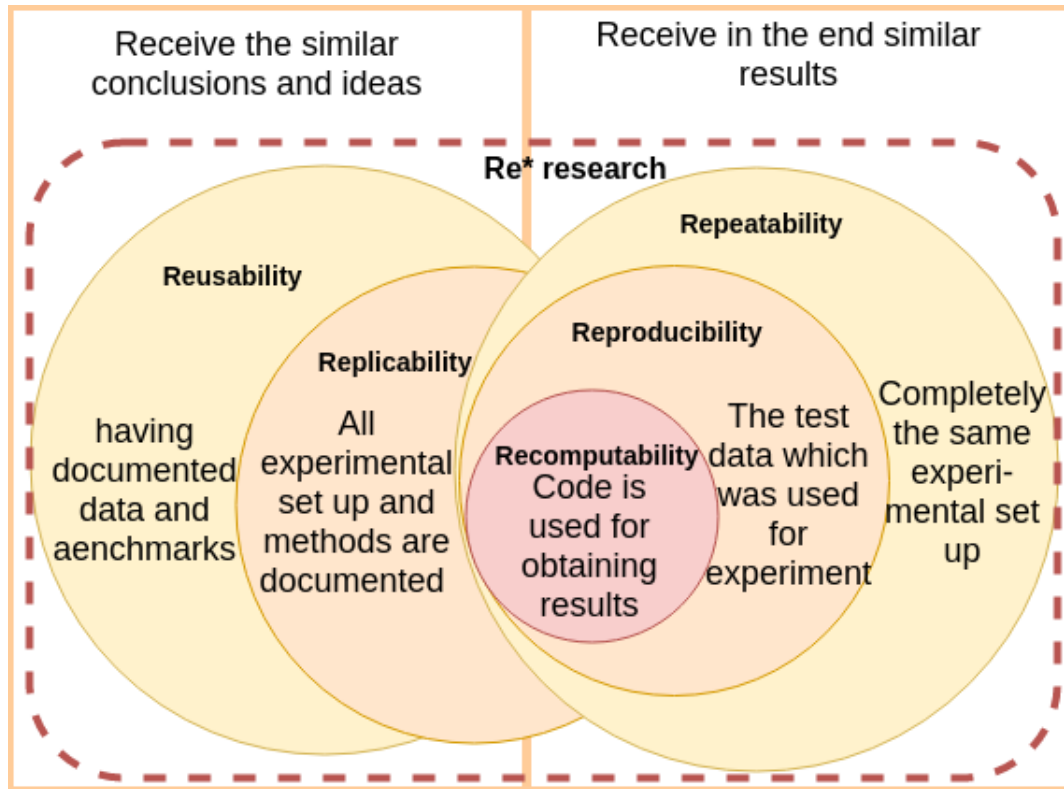 Receive the similar
conclusions and ideas
Receive in the end similar
results
Re* research
Reusability
having
documented
data and
aenchmarks
Replicability
All
experimental
set up and
methods are
documented
Repeatability
Reproducibility
Recomputability
Code is
used for
obtaining
results
The test
data which
was used
for
experiment
Completely
the same
experi-
mental set
up